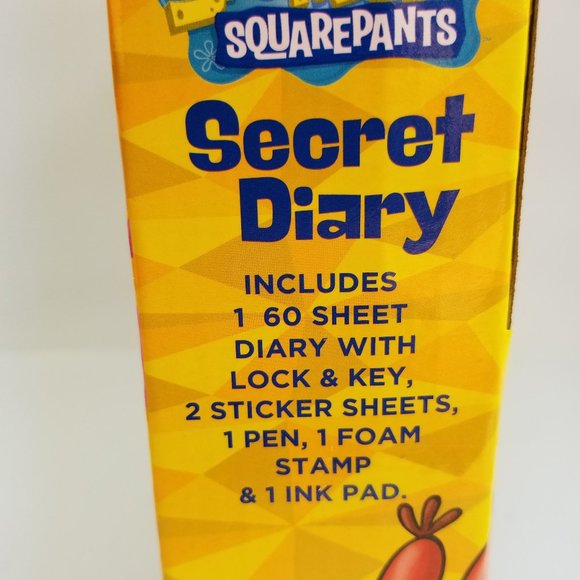 SQUAREPANTS
Secret
Diary
INCLUDES
1 60 SHEET
DIARY WITH
LOCK & KEY,
2 STICKER SHEETS,
1 PEN, 1 FOAM
STAMP
& 1 INK PAD.